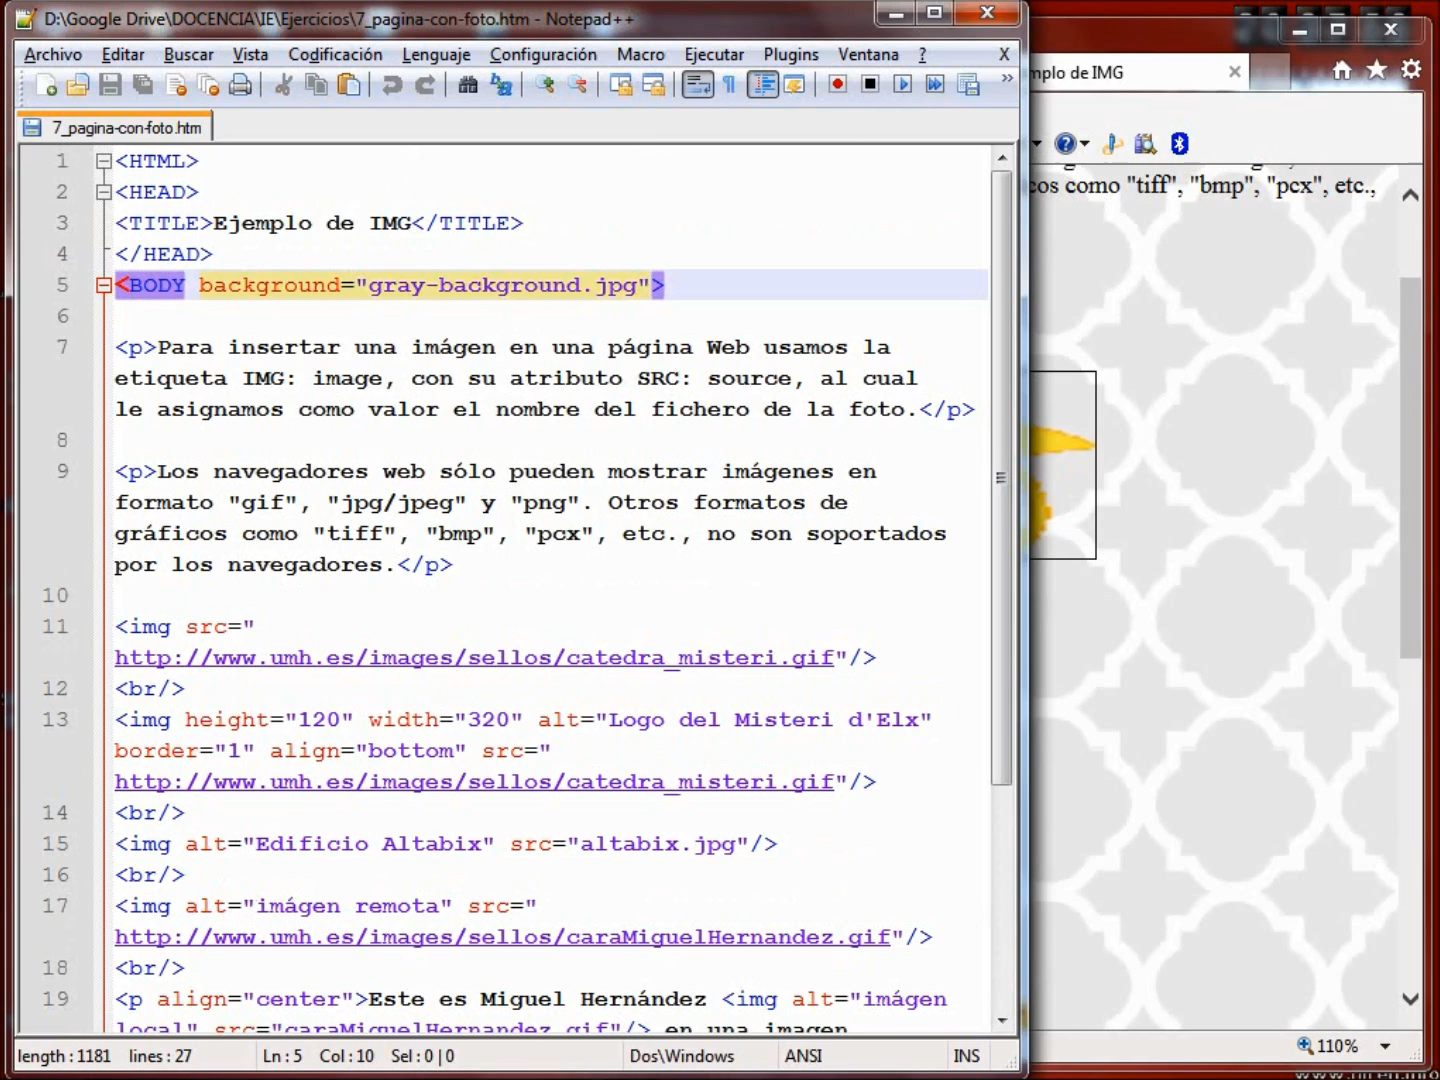 D:\Google Drive\DOCENCIA\IE\Ejercicios\7_pagina-con-foto.htm - Notepad++
Archivo Editar Buscar Vista Codificación Lenguaje Configuración Macro Ejecutar Plugins Ventana ? X
7_pagina-con-foto.htm
1 <HTML>
2 <HEAD>
3 <TITLE>Ejemplo de IMG</TITLE>
4 </HEAD>
5 <BODY background="gray-background.jpg">
6
7 <p>Para insertar una imágen en una página Web usamos la
etiqueta IMG: image, con su atributo SRC: source, al cual
le asignamos como valor el nombre del fichero de la foto.</p>
8
9 <p>Los navegadores web sólo pueden mostrar imágenes en
formato "gif", "jpg/jpeg" y "png". Otros formatos de
gráficos como "tiff", "bmp", "pcx", etc., no son soportados
por los navegadores.</p>
10
11 <img src="
http://www.umh.es/images/sellos/catedra_misteri.gif"/>
12 <br/>
13 <img height="120" width="320" alt="Logo del Misteri d'Elx"
border="1" align="bottom" src="
http://www.umh.es/images/sellos/catedra_misteri.gif"/>
14 <br/>
15 <img alt="Edificio Altabix" src="altabix.jpg"/>
16 <br/>
17 <img alt="imágen remota" src="
http://www.umh.es/images/sellos/caraMiguelHernandez.gif"/>
18 <br/>
19 <p align="center">Este es Miguel Hernández <img alt="imágen
local" src="caraMiguelHernandez.gif"/> en una imagen
length : 1181 lines : 27 Ln : 5 Col : 10 Sel : 0 | 0 Dos\Windows ANSI INS
mplo de IMG
cos como "tiff", "bmp", "pcx", etc.,
110%